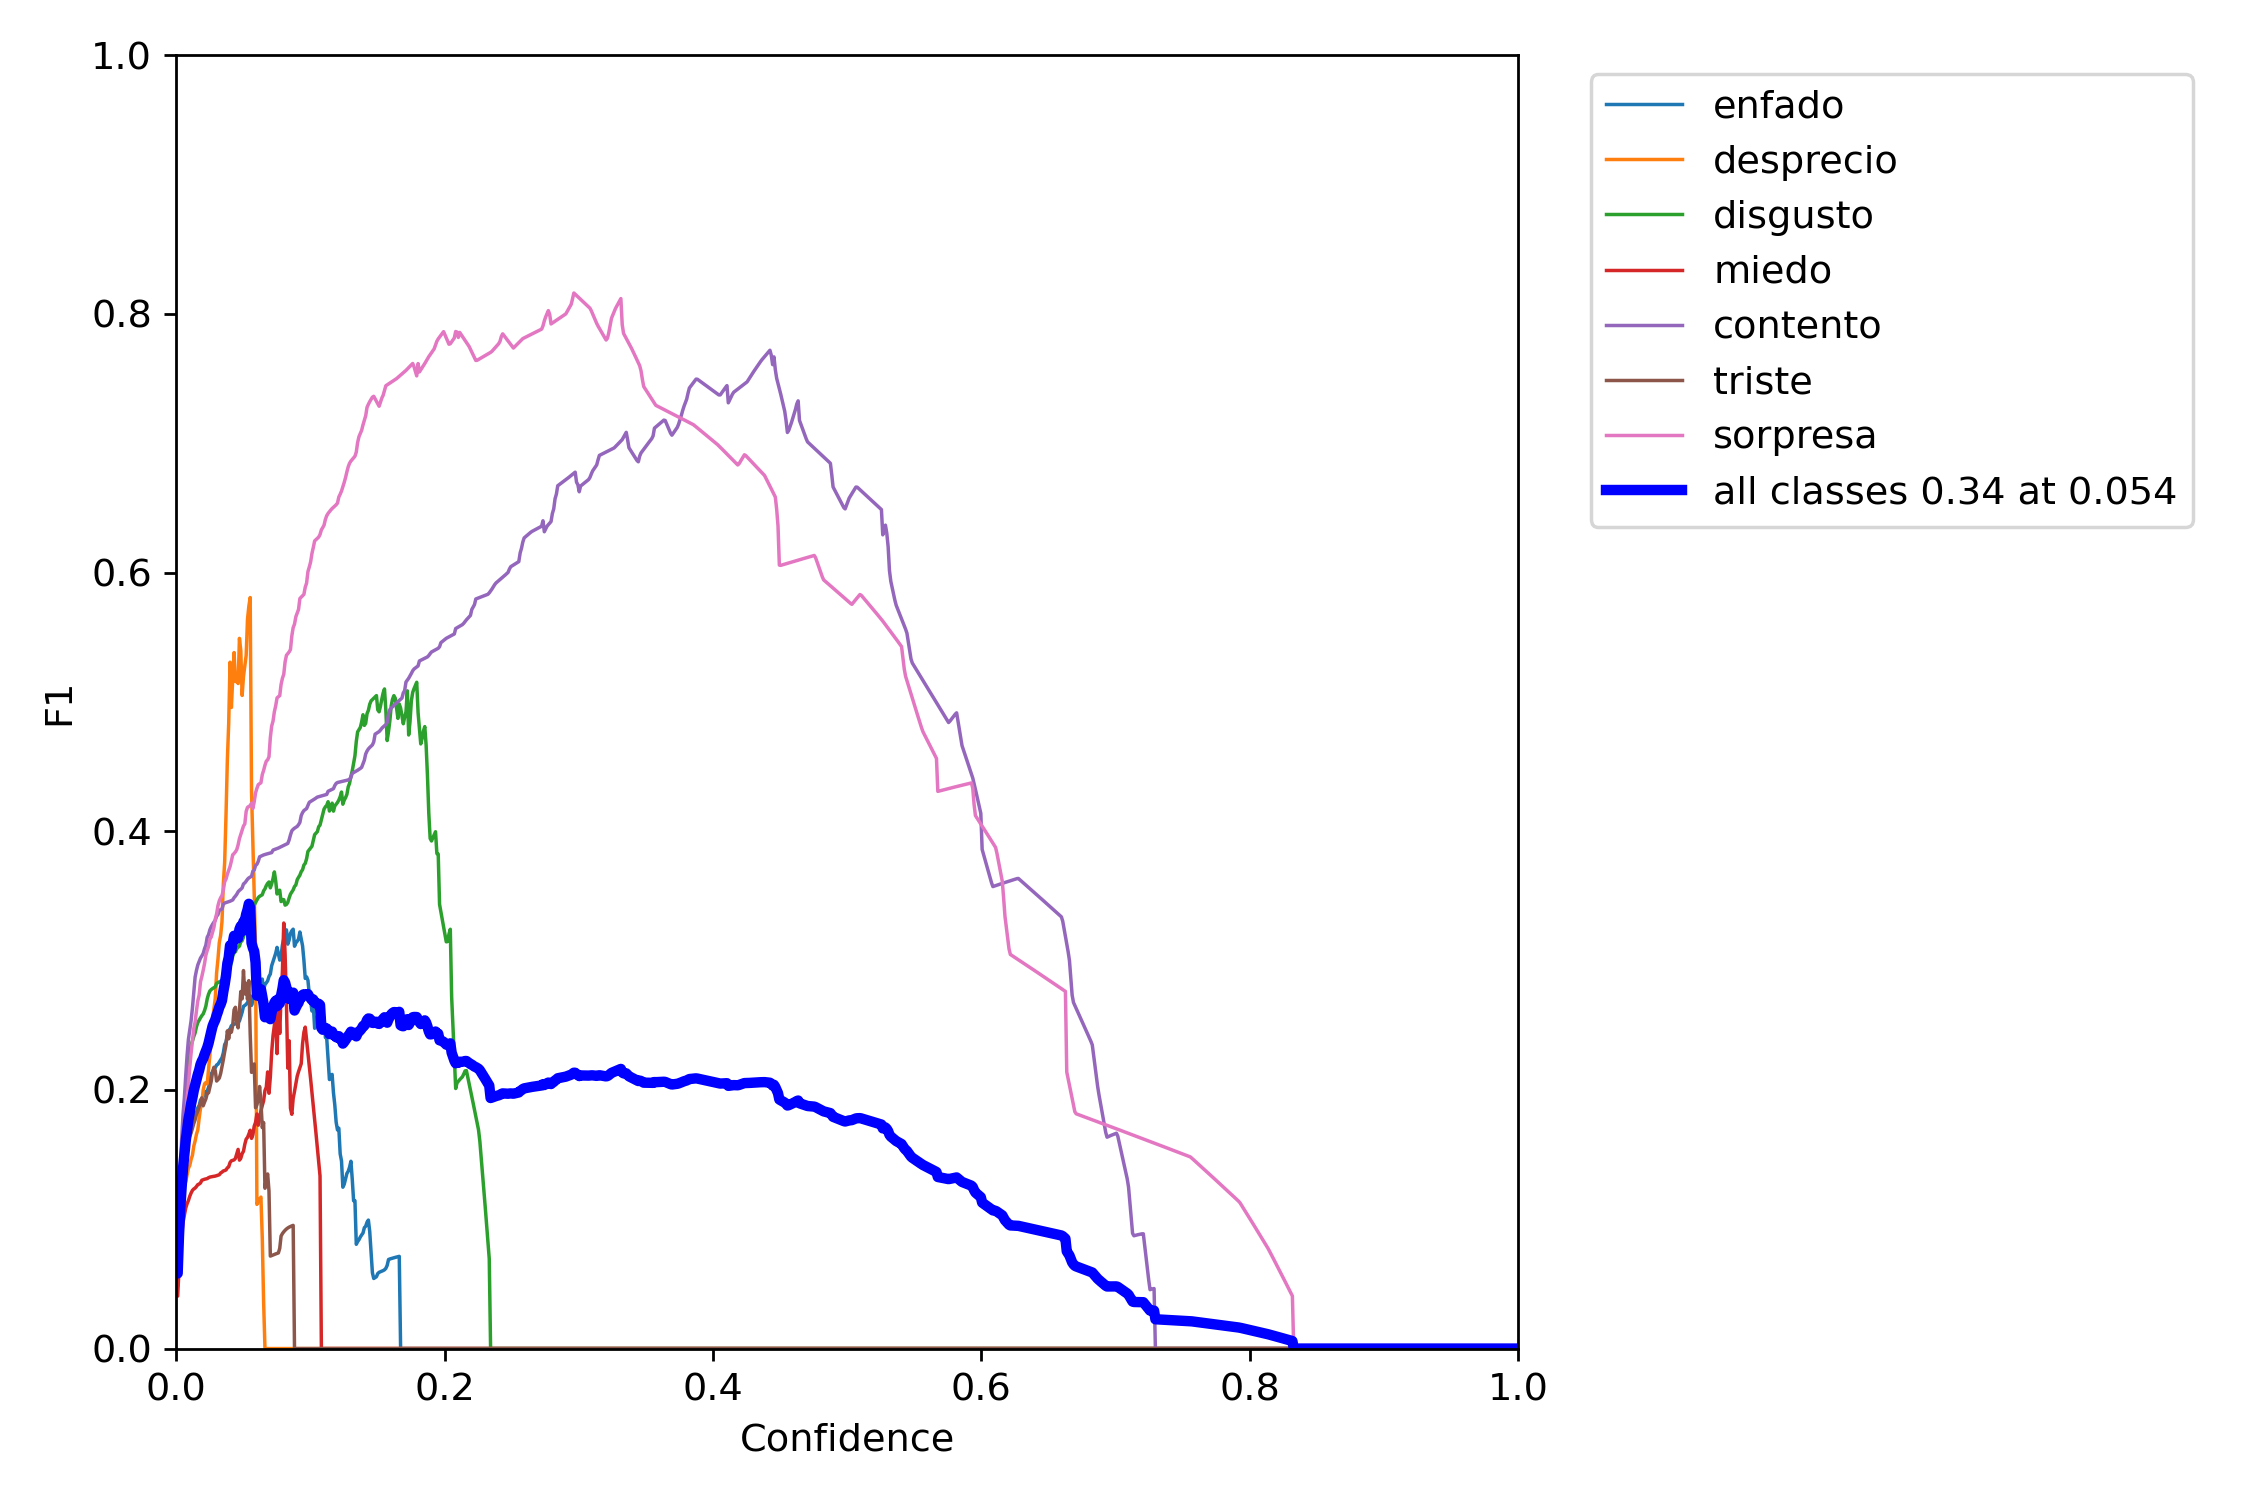 1.0
0.8
0.6
0.4
0.2
0.0
F1
0.0 0.2 0.4 0.6 0.8 1.0
Confidence
enfado
desprecio
disgusto
miedo
contento
triste
sorpresa
all classes 0.34 at 0.054